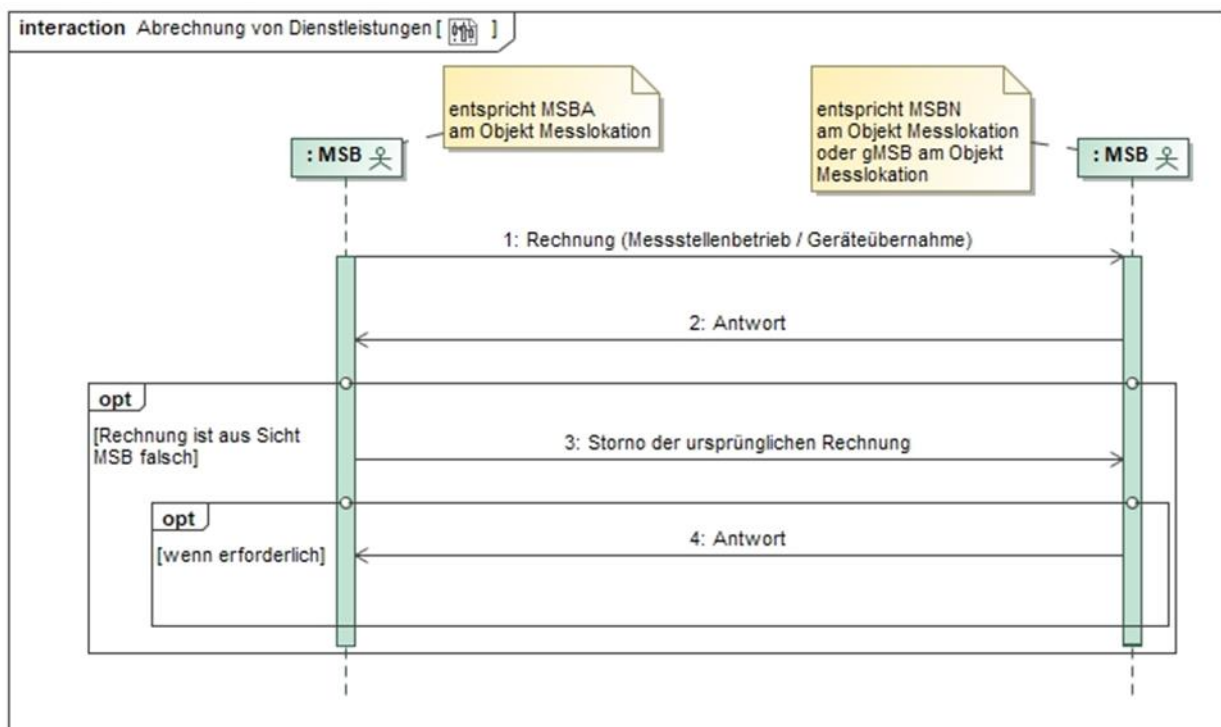 interaction Abrechnung von Dienstleistungen [ ]
entspricht MSBA
am Objekt Messlokation
entspricht MSBN
am Objekt Messlokation
oder gMSB am Objekt
Messlokation
: MSB
: MSB
1: Rechnung (Messstellenbetrieb / Geräteübernahme)
2: Antwort
opt
[Rechnung ist aus Sicht
MSB falsch]
3: Storno der ursprünglichen Rechnung
opt
[wenn erforderlich]
4: Antwort